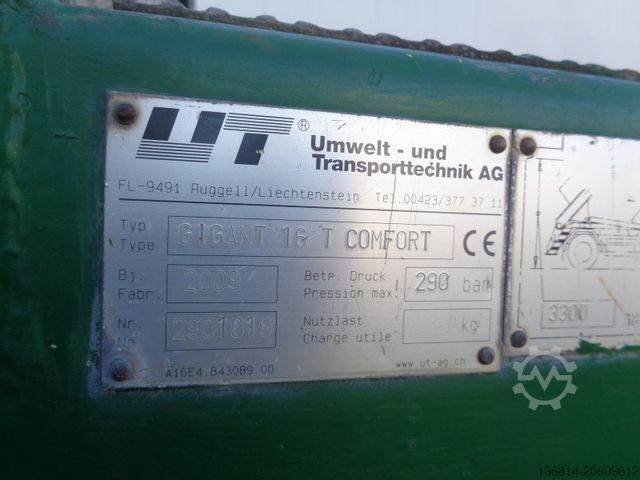 UT®
Umwelt - und
Transporttechnik AG
FL-9491 Ruggell/Liechtenstein Tel.00423/377 37 11
Typ
Type
GIGANT 16 T COMFORT
CE
Bj.
Fabr.
2009
Betr. Druck
Pression max.
290 bar
Nr.
No.
2901019
Nutzlast
Charge utile
kg
A16E4.843089.00
www.ut-ag.ch
3300
136814-20809612